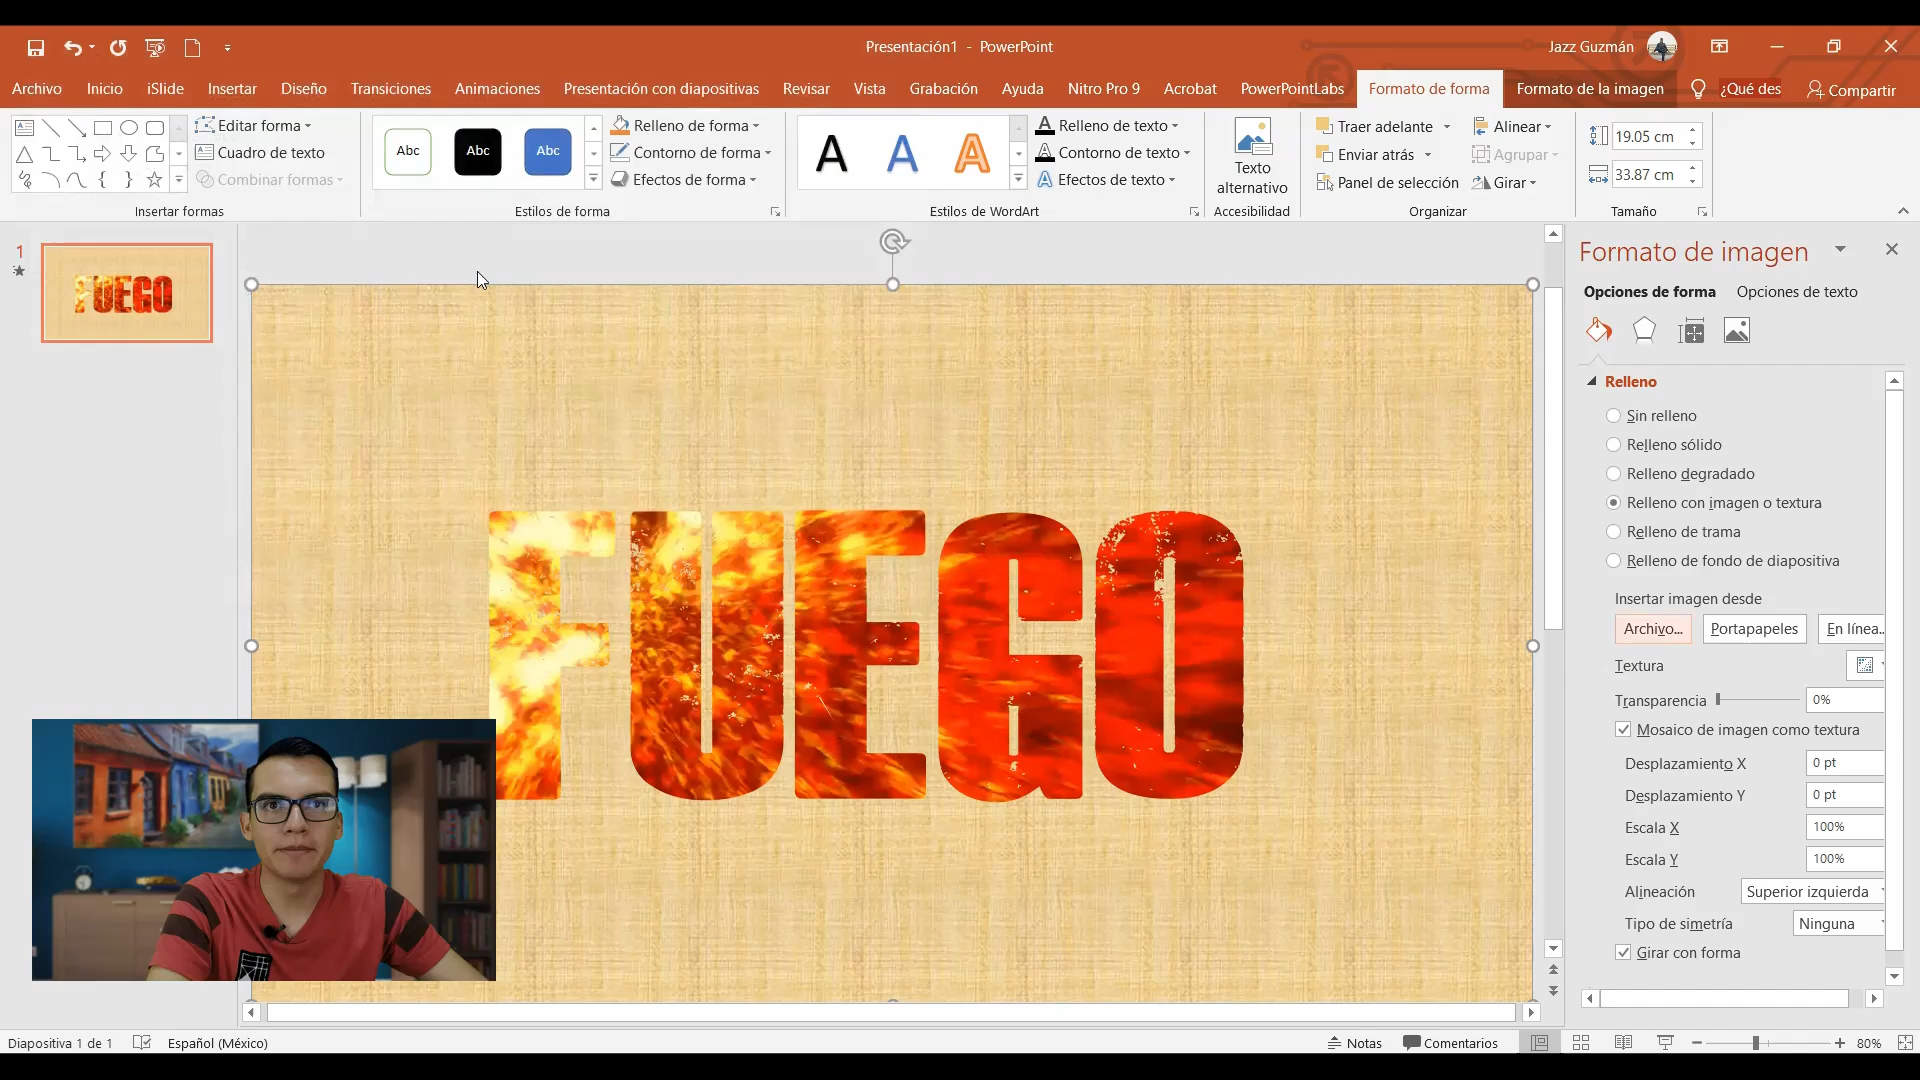 Presentación1 - PowerPoint
Jazz Guzmán
Archivo
Inicio
iSlide
Insertar
Diseño
Transiciones
Animaciones
Presentación con diapositivas
Revisar
Vista
Grabación
Ayuda
Nitro Pro 9
Acrobat
PowerPointLabs
Formato de forma
Formato de la imagen
¿Qué des
Compartir
Editar forma
Cuadro de texto
Combinar formas
Insertar formas
Abc
Abc
Abc
Relleno de forma
Contorno de forma
Efectos de forma
Estilos de forma
A
A
A
Relleno de texto
Contorno de texto
Efectos de texto
Estilos de WordArt
Texto
alternativo
Accesibilidad
Traer adelante
Enviar atrás
Panel de selección
Alinear
Agrupar
Girar
Organizar
19.05 cm
33.87 cm
Tamaño
1
FUEGO
FUEGO
Formato de imagen
Opciones de forma
Opciones de texto
Relleno
Sin relleno
Relleno sólido
Relleno degradado
Relleno con imagen o textura
Relleno de trama
Relleno de fondo de diapositiva
Insertar imagen desde
Archivo...
Portapapeles
En línea..
Textura
Transparencia
0%
Mosaico de imagen como textura
Desplazamiento X
0 pt
Desplazamiento Y
0 pt
Escala X
100%
Escala Y
100%
Alineación
Superior izquierda
Tipo de simetría
Ninguna
Girar con forma
Diapositiva 1 de 1
Español (México)
Notas
Comentarios
80%